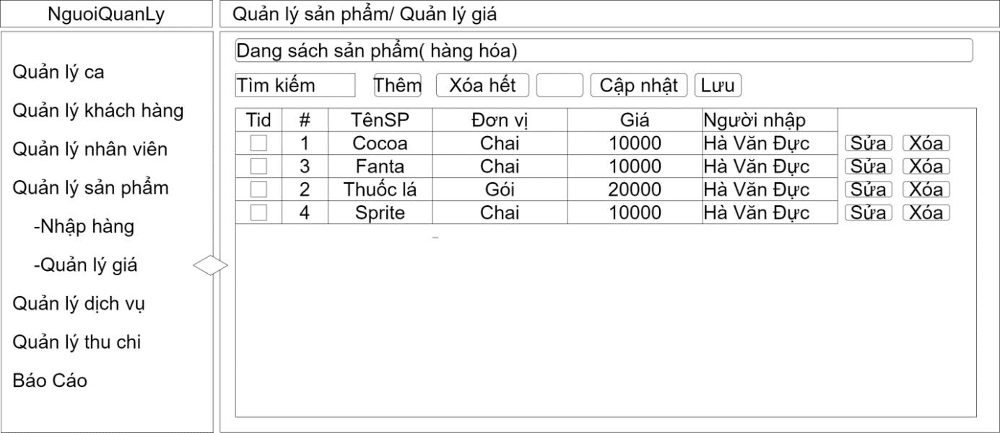 NguoiQuanLy
Quản lý sản phẩm/ Quản lý giá
Quản lý ca
Quản lý khách hàng
Quản lý nhân viên
Quản lý sản phẩm
-Nhập hàng
-Quản lý giá
Quản lý dịch vụ
Quản lý thu chi
Báo Cáo
Dang sách sản phẩm( hàng hóa)
Tìm kiếm Thêm Xóa hết Cập nhật Lưu
Tid # TênSP Đơn vị Giá Người nhập
1 Cocoa Chai 10000 Hà Văn Đực Sửa Xóa
3 Fanta Chai 10000 Hà Văn Đực Sửa Xóa
2 Thuốc lá Gói 20000 Hà Văn Đực Sửa Xóa
4 Sprite Chai 10000 Hà Văn Đực Sửa Xóa